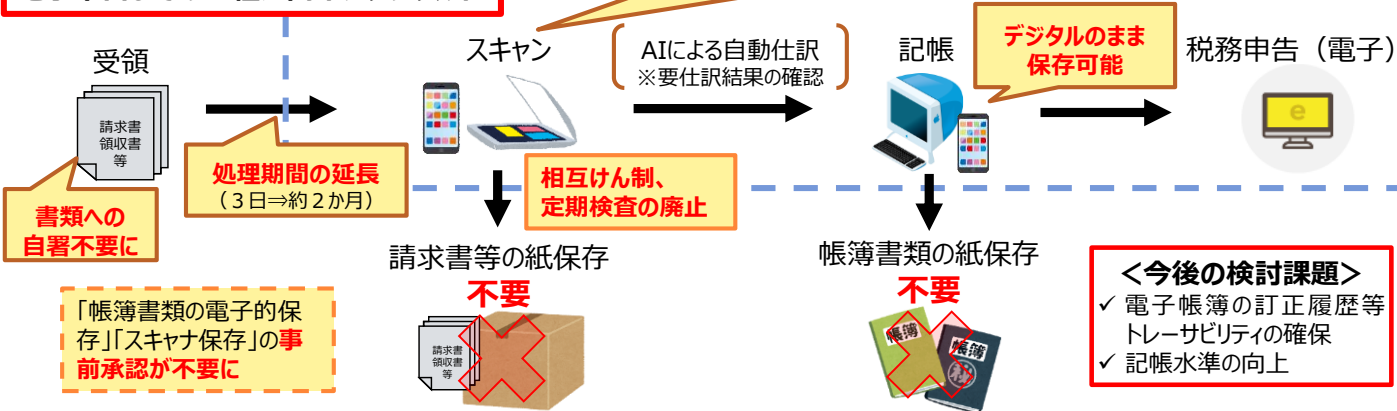 受領
請求書
領収書
等
書類への
自署不要に
処理期間の延長
（３日⇒約２か月）
スキャン
AIによる自動仕訳
※要仕訳結果の確認
記帳
デジタルのまま
保存可能
税務申告（電子）
e
相互けん制、
定期検査の廃止
請求書等の紙保存
不要
請求書
領収書
等
帳簿書類の紙保存
不要
帳簿
帳簿
「帳簿書類の電子的保
存」「スキャナ保存」の事
前承認が不要に
＜今後の検討課題＞
✓ 電子帳簿の訂正履歴等
トレーサビリティの確保
✓ 記帳水準の向上